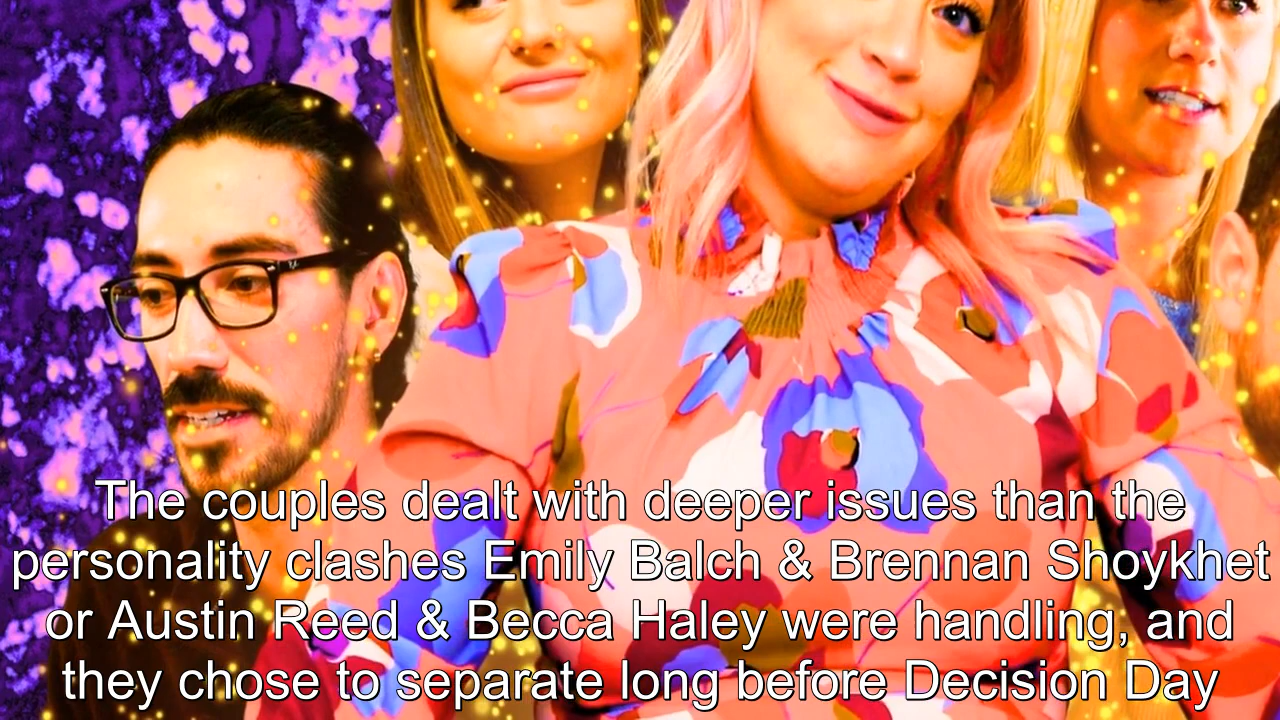 The couples dealt with deeper issues than the
personality clashes Emily Balch & Brennan Shoykhet
or Austin Reed & Becca Haley were handling, and
they chose to separate long before Decision Day